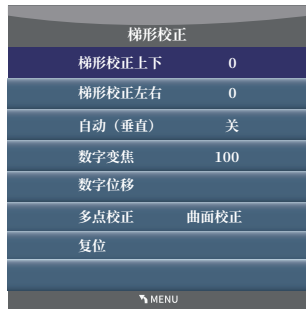 梯形校正
梯形校正上下 0
梯形校正左右 0
自动（垂直） 关
数字变焦 100
数字位移
多点校正 曲面校正
复位
MENU